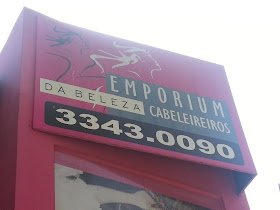 EMPORIUM
DA BELEZA CABELEIREIROS
3343.0090